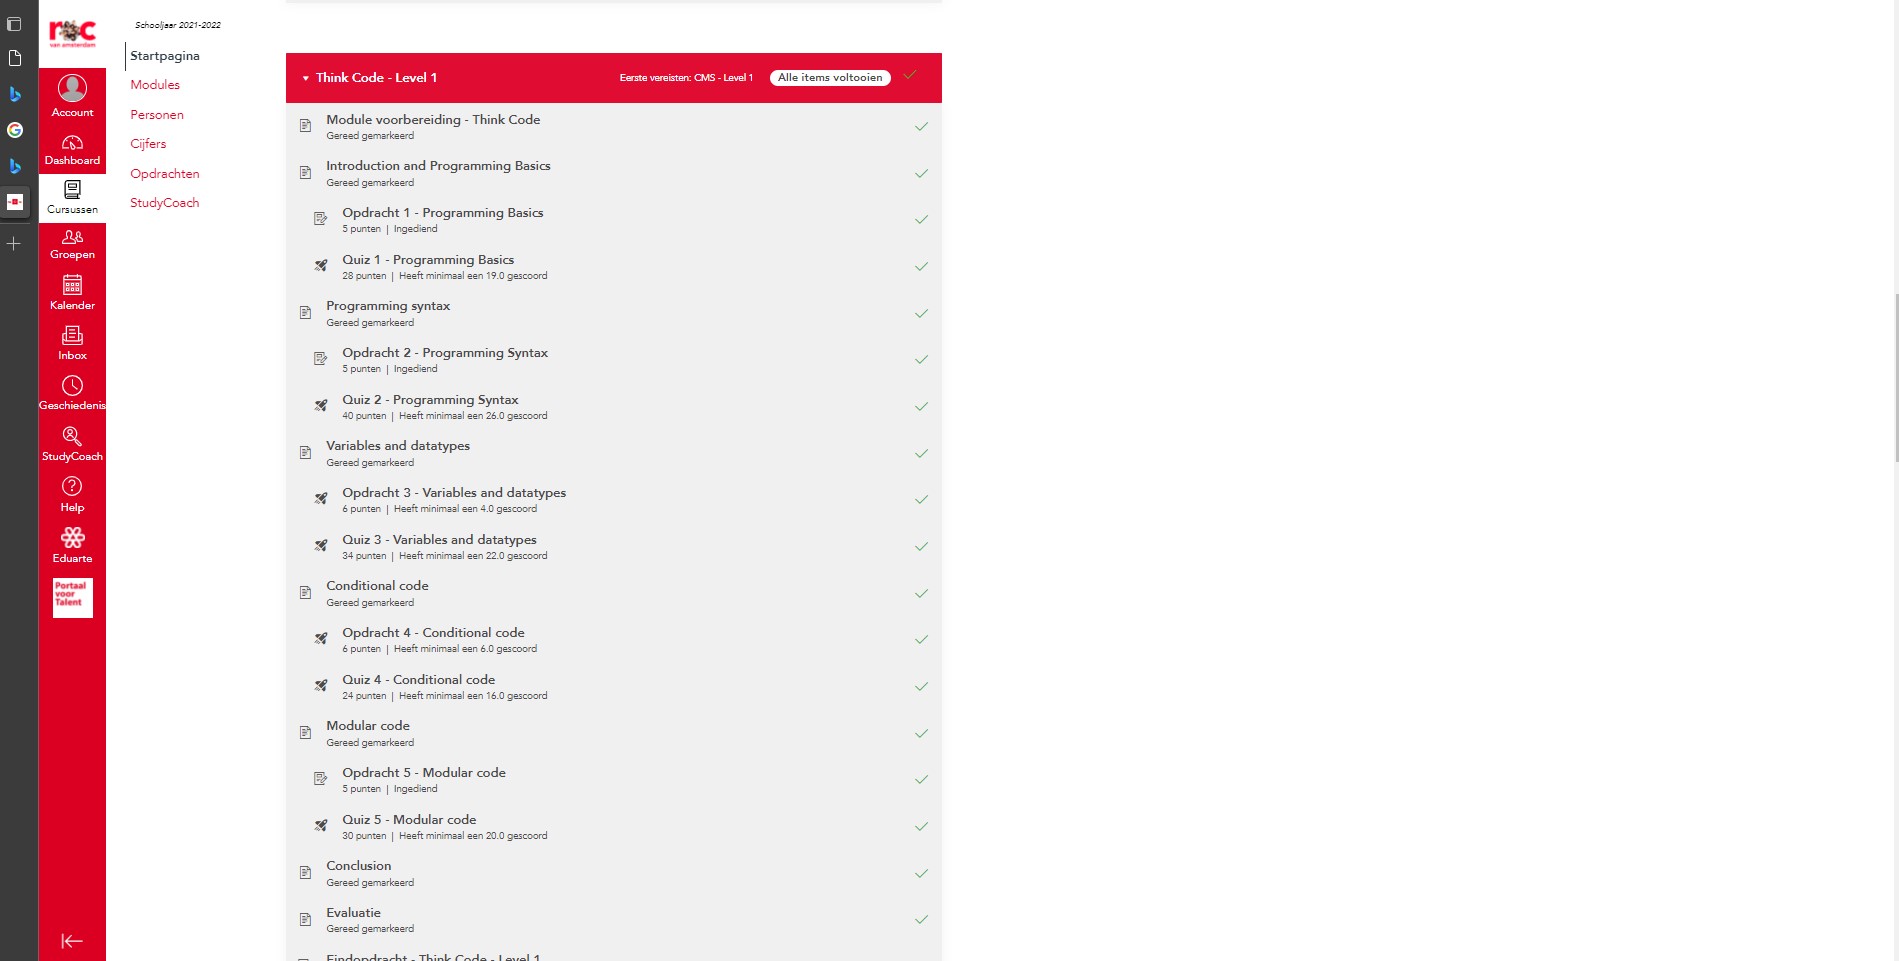 roc
van amsterdam
Account
Dashboard
Cursussen
Groepen
Kalender
Inbox
Geschiedenis
StudyCoach
Help
Eduarte
Portaal
voor
Talent
Schooljaar 2021-2022
Startpagina
Modules
Personen
Cijfers
Opdrachten
StudyCoach
Think Code - Level 1 Eerste vereisten: CMS - Level 1 Alle items voltooien
Module voorbereiding - Think Code
Gereed gemarkeerd
Introduction and Programming Basics
Gereed gemarkeerd
Opdracht 1 - Programming Basics
5 punten | Ingediend
Quiz 1 - Programming Basics
28 punten | Heeft minimaal een 19.0 gescoord
Programming syntax
Gereed gemarkeerd
Opdracht 2 - Programming Syntax
5 punten | Ingediend
Quiz 2 - Programming Syntax
40 punten | Heeft minimaal een 26.0 gescoord
Variables and datatypes
Gereed gemarkeerd
Opdracht 3 - Variables and datatypes
6 punten | Heeft minimaal een 4.0 gescoord
Quiz 3 - Variables and datatypes
34 punten | Heeft minimaal een 22.0 gescoord
Conditional code
Gereed gemarkeerd
Opdracht 4 - Conditional code
6 punten | Heeft minimaal een 6.0 gescoord
Quiz 4 - Conditional code
24 punten | Heeft minimaal een 16.0 gescoord
Modular code
Gereed gemarkeerd
Opdracht 5 - Modular code
5 punten | Ingediend
Quiz 5 - Modular code
30 punten | Heeft minimaal een 20.0 gescoord
Conclusion
Gereed gemarkeerd
Evaluatie
Gereed gemarkeerd
Eindopdracht - Think Code - Level 1